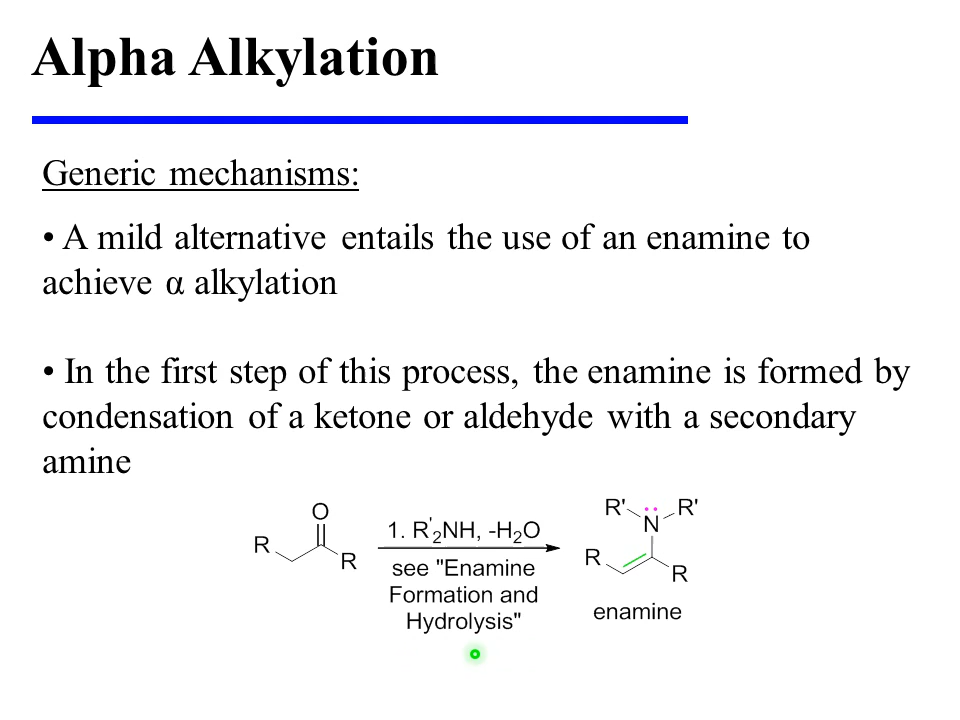 Alpha Alkylation
Generic mechanisms:
• A mild alternative entails the use of an enamine to
achieve α alkylation
• In the first step of this process, the enamine is formed by
condensation of a ketone or aldehyde with a secondary
amine
O
R
R
1. R'2NH, -H2O
see "Enamine
Formation and
Hydrolysis"
R' N R'
R
R
enamine